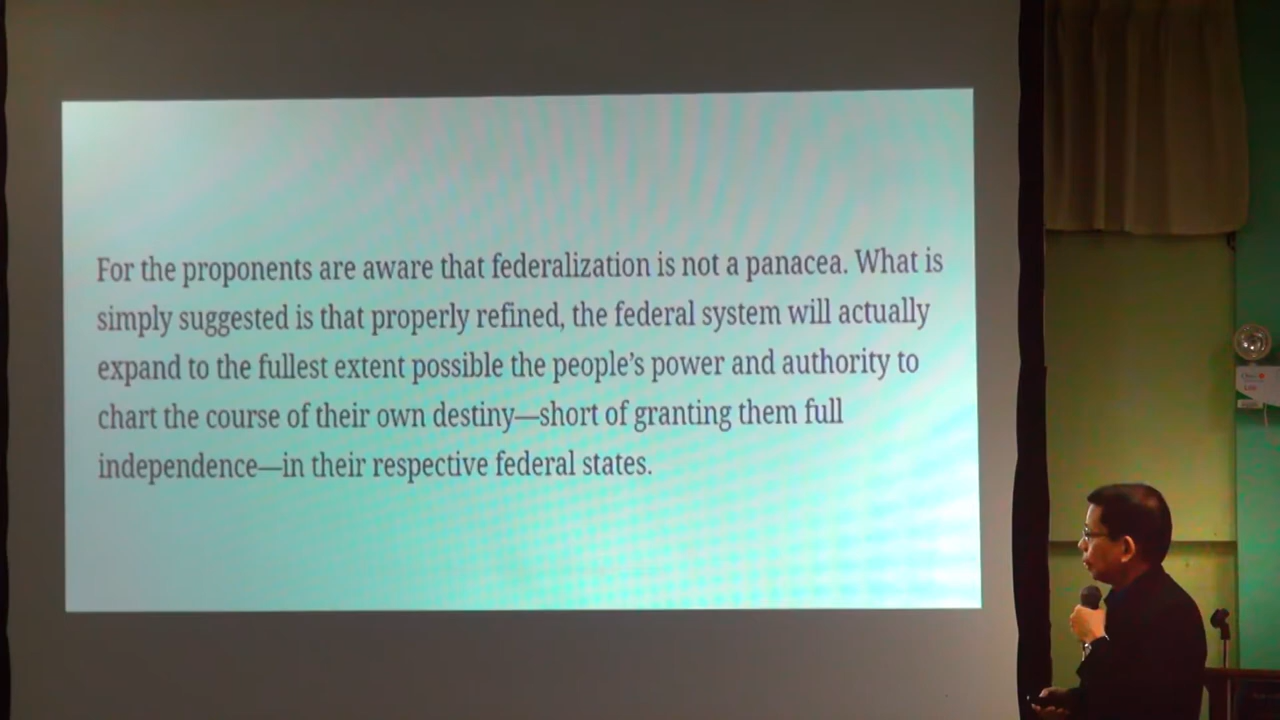 For the proponents are aware that federalization is not a panacea. What is
simply suggested is that properly refined, the federal system will actually
expand to the fullest extent possible the people’s power and authority to
chart the course of their own destiny—short of granting them full
independence—in their respective federal states.